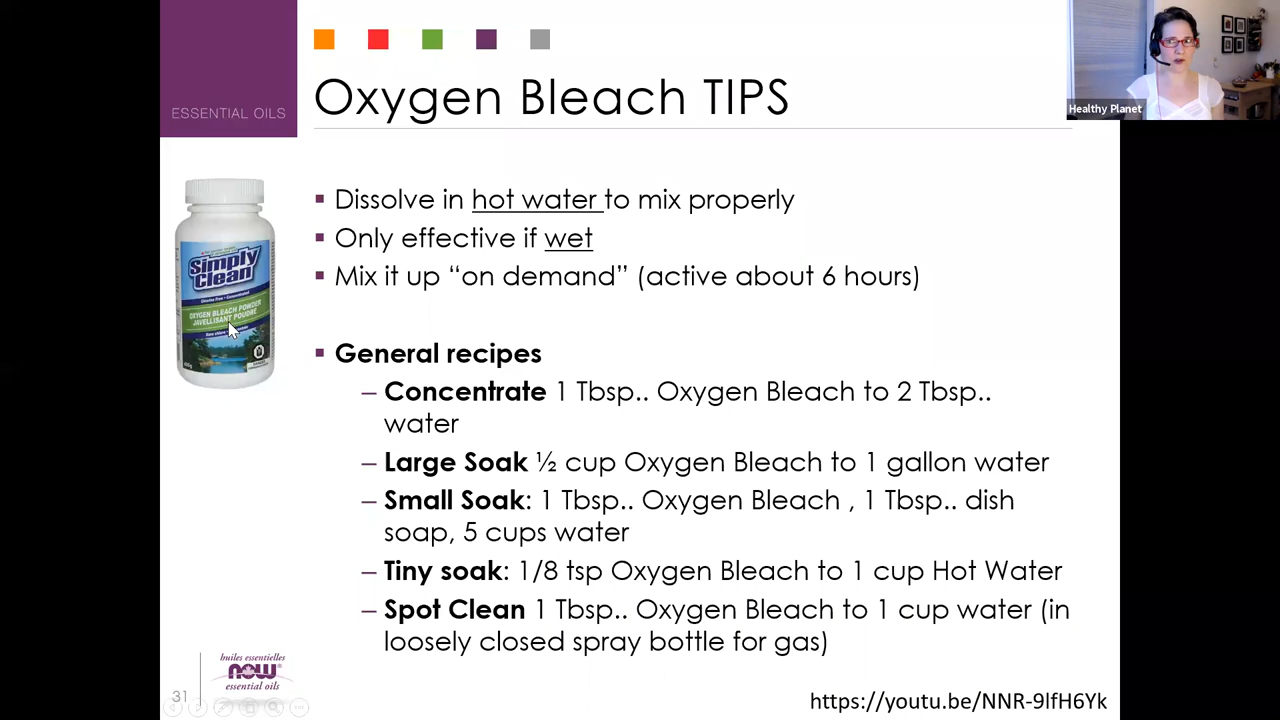 ESSENTIAL OILS
Oxygen Bleach TIPS
Healthy Planet
Dissolve in hot water to mix properly
Only effective if wet
Mix it up “on demand” (active about 6 hours)
simply
Clean
Chlorine Free • Concentrated
OXYGEN BLEACH POWDER
JAVELLISANT POUDRE
General recipes
– Concentrate 1 Tbsp.. Oxygen Bleach to 2 Tbsp..
water
– Large Soak ½ cup Oxygen Bleach to 1 gallon water
– Small Soak: 1 Tbsp.. Oxygen Bleach , 1 Tbsp.. dish
soap, 5 cups water
– Tiny soak: 1/8 tsp Oxygen Bleach to 1 cup Hot Water
– Spot Clean 1 Tbsp.. Oxygen Bleach to 1 cup water (in
loosely closed spray bottle for gas)
huiles essentielles
now®
essential oils
31
https://youtu.be/NNR-9lfH6Yk